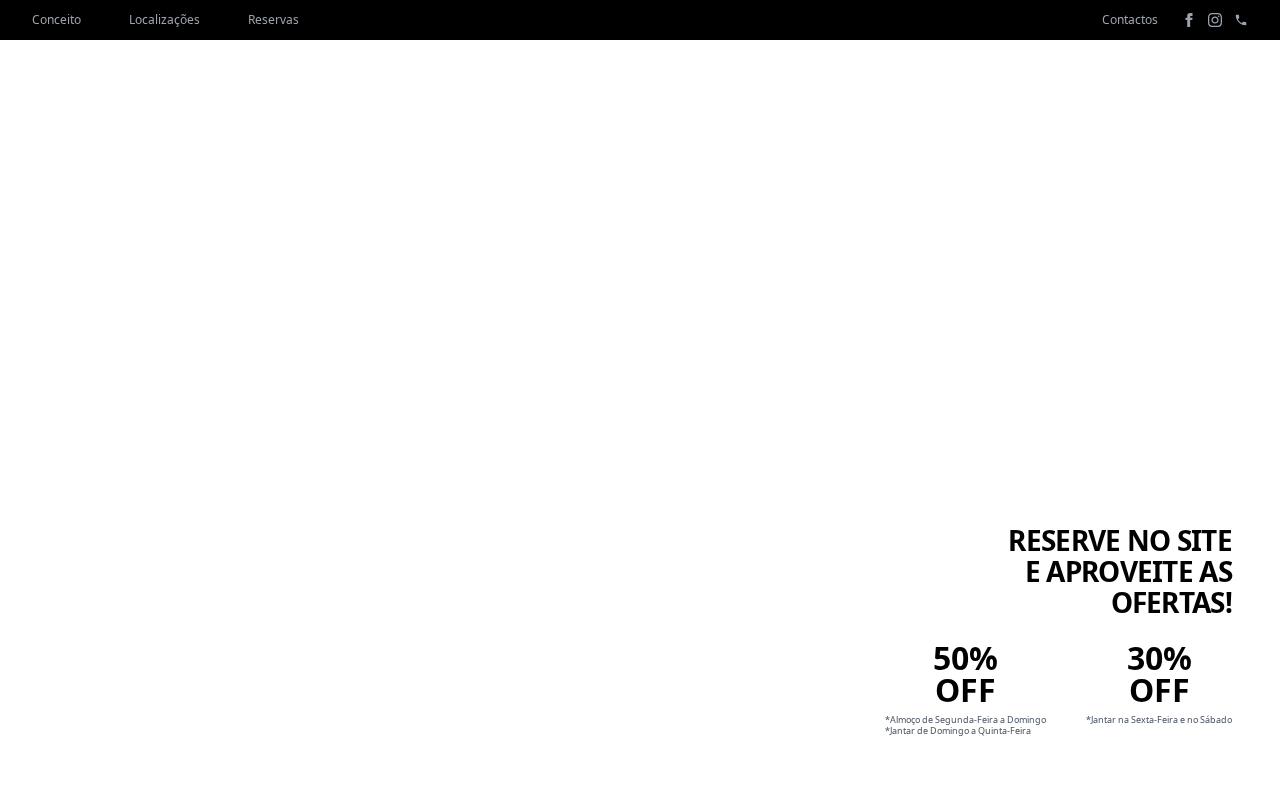 Conceito
Localizações
Reservas
Contactos
RESERVE NO SITE
E APROVEITE AS
OFERTAS!
50%
OFF
*Almoço de Segunda-Feira a Domingo
*Jantar de Domingo a Quinta-Feira
30%
OFF
*Jantar na Sexta-Feira e no Sábado